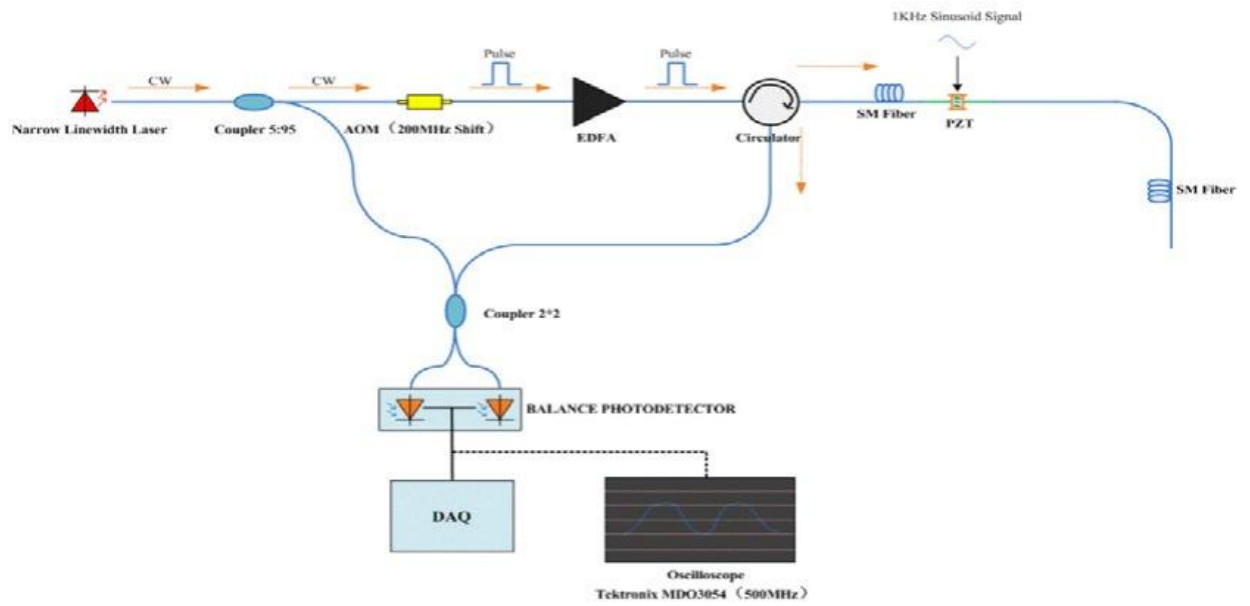 1KHz Sinusoid Signal
Pulse
Pulse
CW
CW
Narrow Linewidth Laser
Coupler 5:95
AOM（200MHz Shift）
EDFA
Circulator
SM Fiber
PZT
SM Fiber
Coupler 2*2
BALANCE PHOTODETECTOR
DAQ
Oscilloscope
Tektronix MDO3054（500MHz）